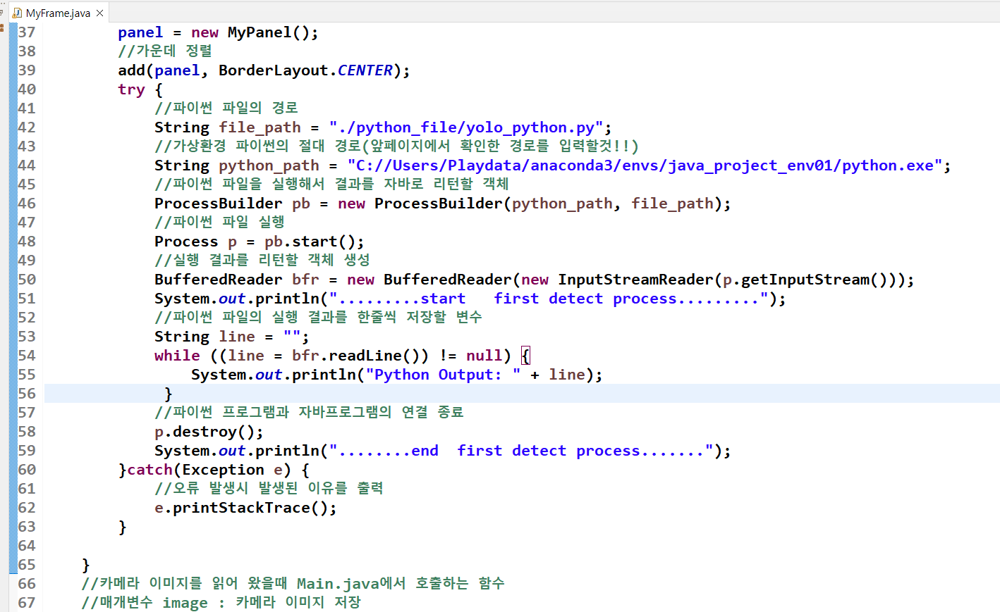 MyFrame.java
37 panel = new MyPanel();
38 //가운데 정렬
39 add(panel, BorderLayout.CENTER);
40 try {
41 //파이썬 파일의 경로
42 String file_path = "./python_file/yolo_python.py";
43 //가상환경 파이썬의 절대 경로(앞페이지에서 확인한 경로를 입력할것!!)
44 String python_path = "C://Users/Playdata/anaconda3/envs/java_project_env01/python.exe";
45 //파이썬 파일을 실행해서 결과를 자바로 리턴할 객체
46 ProcessBuilder pb = new ProcessBuilder(python_path, file_path);
47 //파이썬 파일 실행
48 Process p = pb.start();
49 //실행 결과를 리턴할 객체 생성
50 BufferedReader bfr = new BufferedReader(new InputStreamReader(p.getInputStream()));
51 System.out.println(".........start   first detect process.........");
52 //파이썬 파일의 실행 결과를 한줄씩 저장할 변수
53 String line = "";
54 while ((line = bfr.readLine()) != null) {
55 System.out.println("Python Output: " + line);
56 }
57 //파이썬 프로그램과 자바프로그램의 연결 종료
58 p.destroy();
59 System.out.println("........end  first detect process.......");
60 }catch(Exception e) {
61 //오류 발생시 발생된 이유를 출력
62 e.printStackTrace();
63 }
64
65 }
66 //카메라 이미지를 읽어 왔을때 Main.java에서 호출하는 함수
67 //매개변수 image : 카메라 이미지 저장